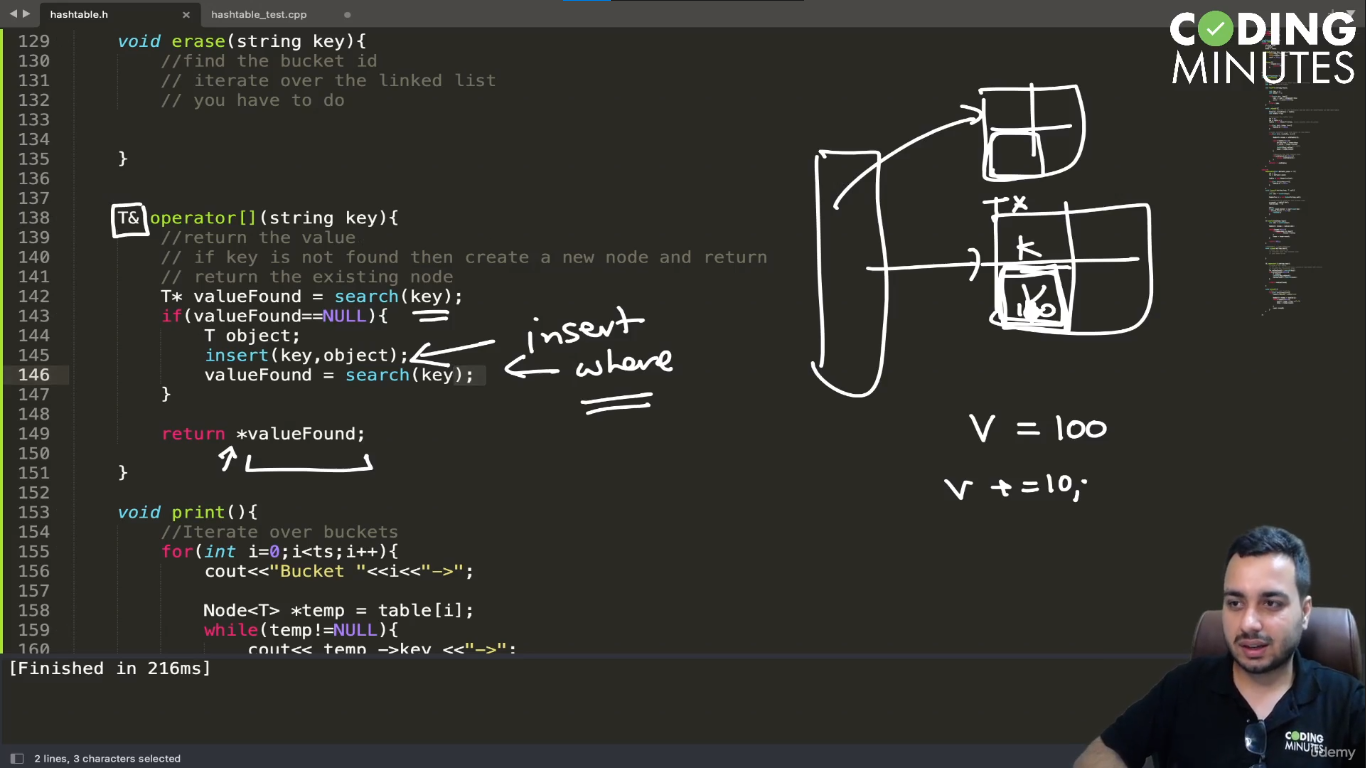 hashtable.h × hashtable_test.cpp
CODING
MINUTES
129 void erase(string key){
130 //find the bucket id
131 // iterate over the linked list
132 // you have to do
133
134
135 }
136
137
138 T& operator[](string key){
139 //return the value
140 // if key is not found then create a new node and return
141 // return the existing node
142 T* valueFound = search(key);
143 if(valueFound==NULL){
144 T object;
145 insert(key,object);
146 valueFound = search(key);
147 }
148
149 return *valueFound;
150
151 }
152
153 void print(){
154 //Iterate over buckets
155 for(int i=0;i<ts;i++){
156 cout<<"Bucket "<<i<<"->";
157
158 Node<T> *temp = table[i];
159 while(temp!=NULL){
160 cout<< temp ->key <<"->";
insert
where
T*
K
V
100
V = 100
V += 10;
[Finished in 216ms]
2 lines, 3 characters selected
CODING
MINUTES
Udemy